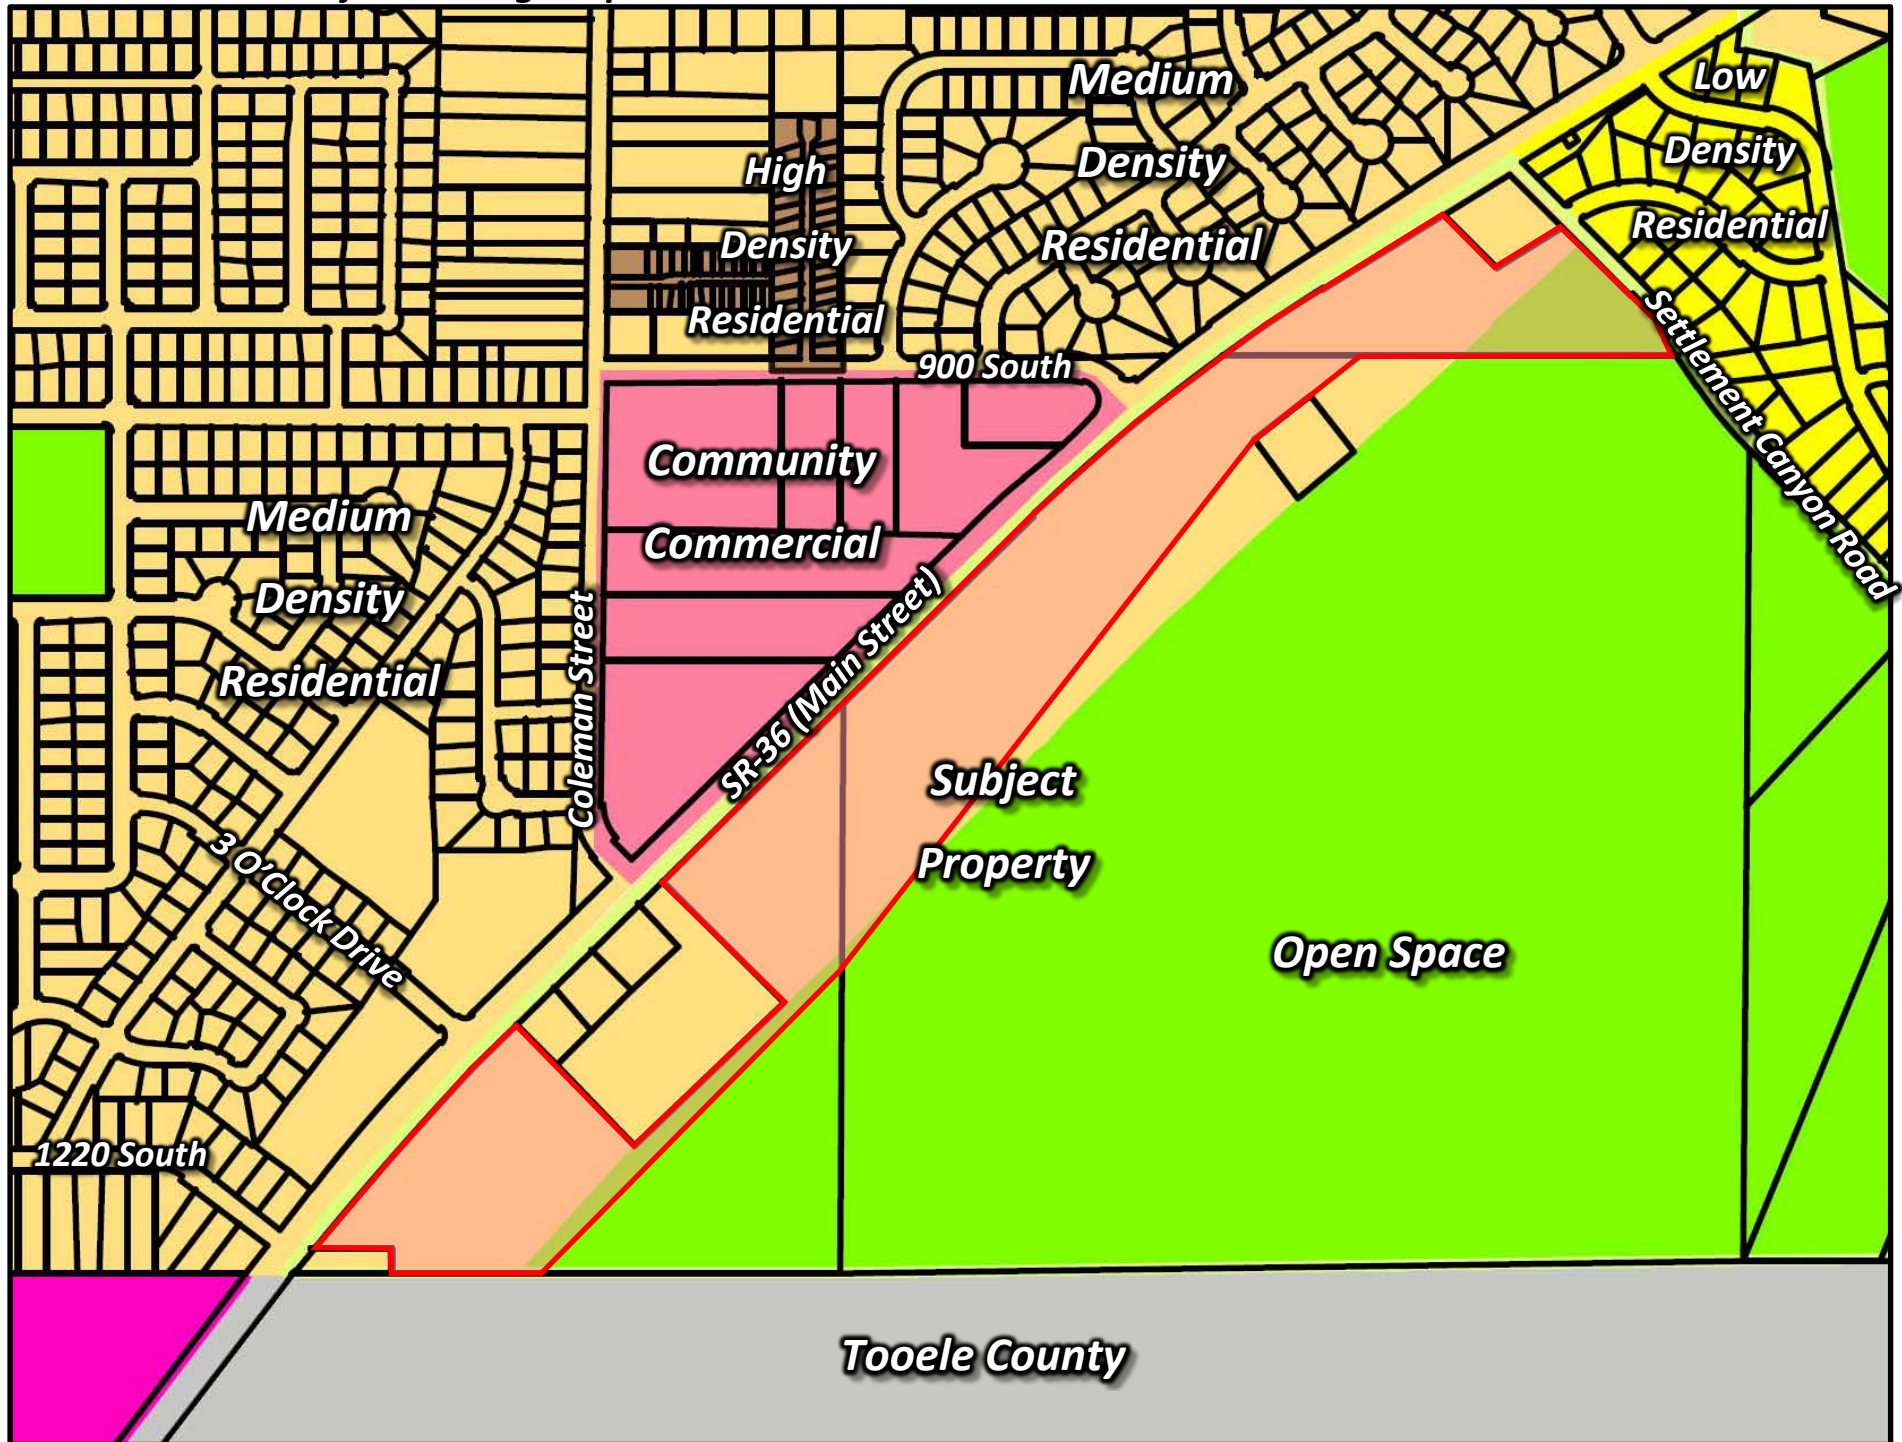 Medium
Density
Residential
Low
Density
Residential
High
Density
Residential
900 South
Settlement Canyon Road
Community
Commercial
Medium
Density
Residential
Coleman Street
SR-36 (Main Street)
Subject
Property
3 O'Clock Drive
Open Space
1220 South
Tooele County